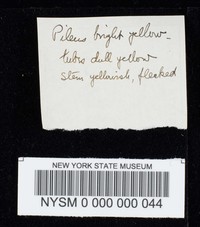 Pileus bright yellow -
tubes dull yellow
stem yellowish, flecked
NEW YORK STATE MUSEUM
NYSM 0 000 000 044